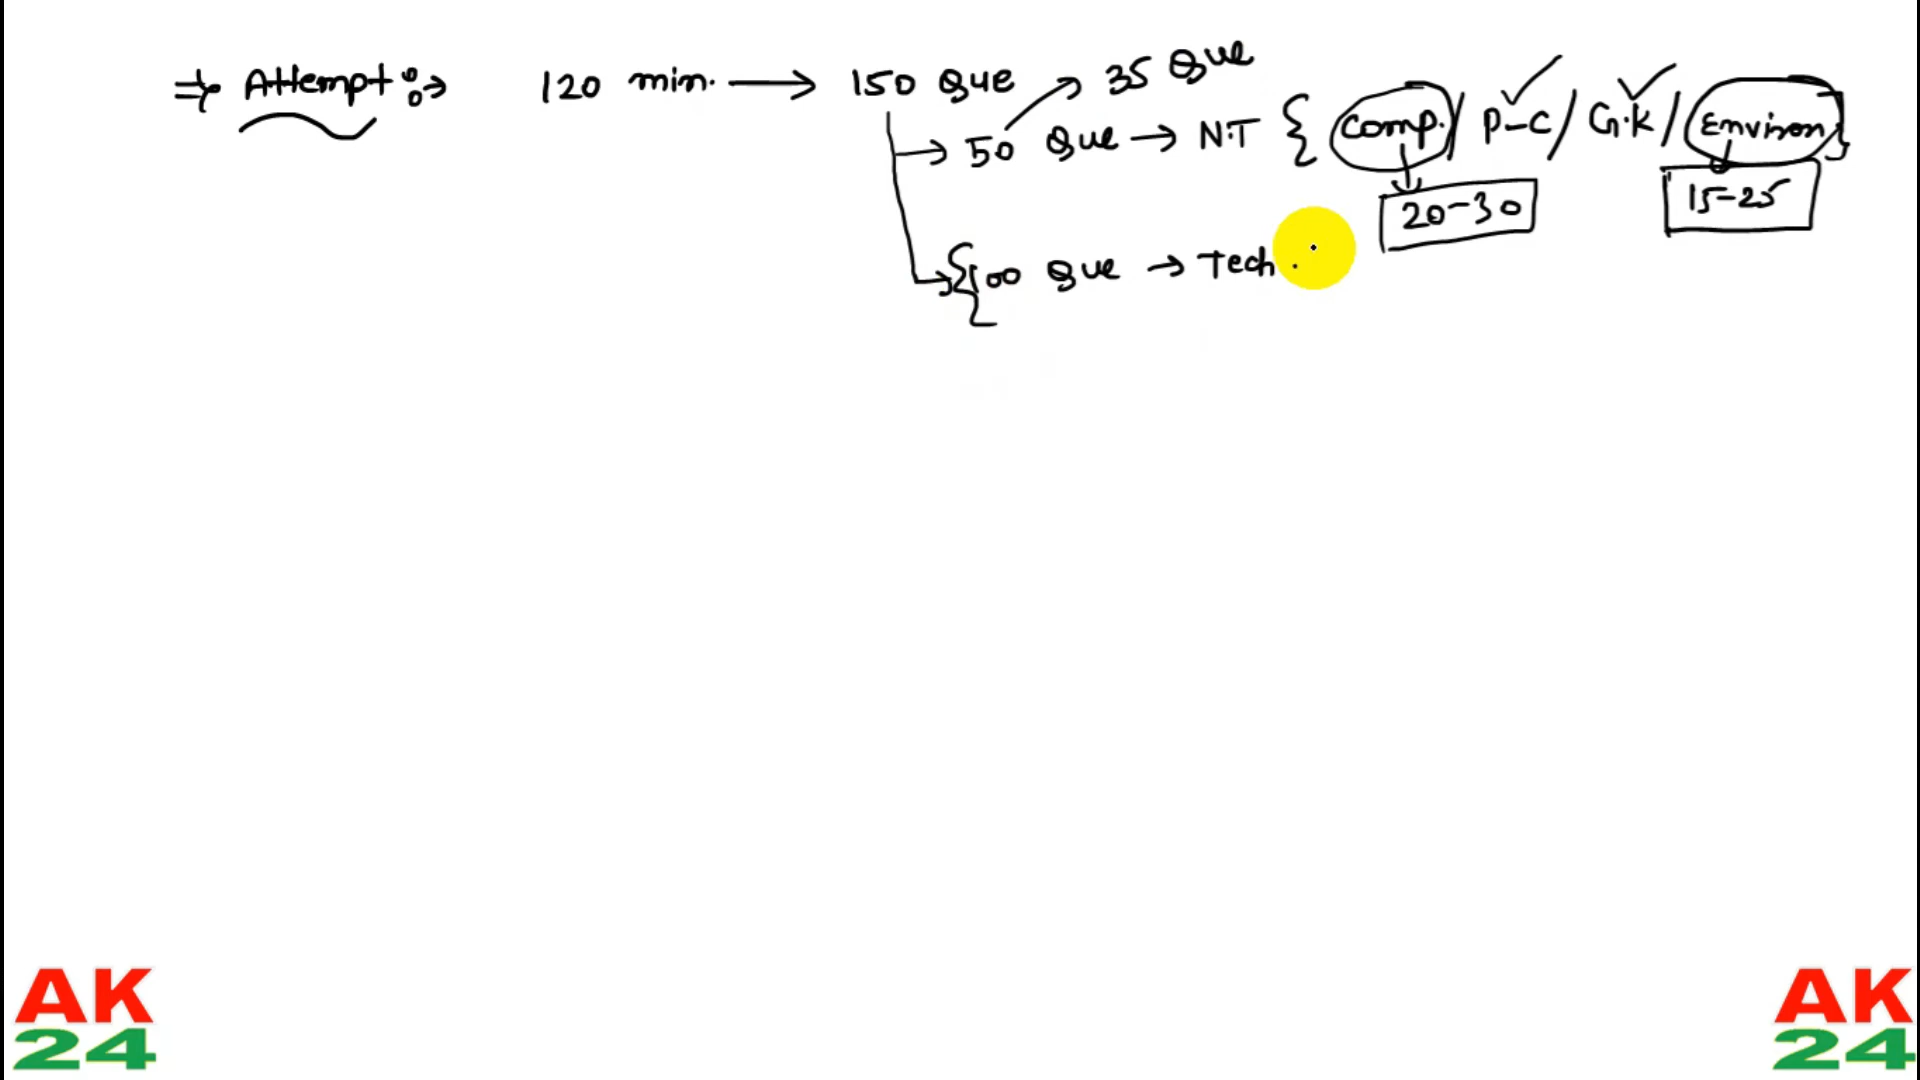 ⇒ Attempt :→ 120 min. → 150 Que
→ 50 Que → N.T { Comp. / P-C / G.K / Environ }
→ 35 Que
20-30
15-25
→ { 100 Que → Tech.
AK
24
AK
24